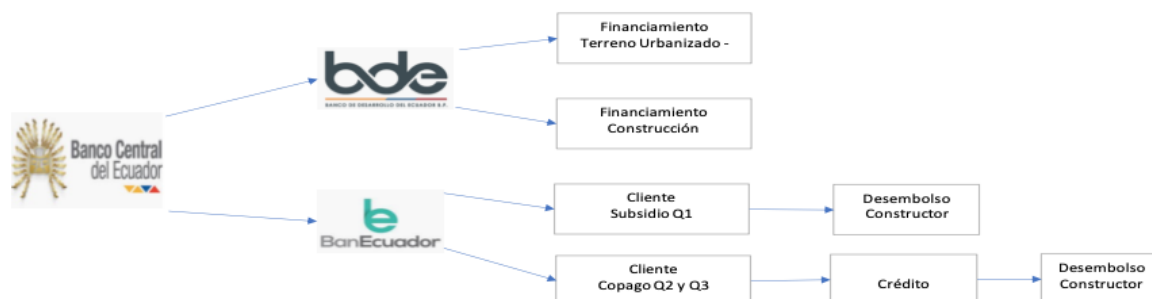 Financiamiento
Terreno Urbanizado -
bde
BANCO DE DESARROLLO DEL ECUADOR B.P.
Financiamiento
Construcción
Banco Central
del Ecuador
Cliente
Subsidio Q1
Desembolso
Constructor
BanEcuador
Cliente
Copago Q2 y Q3
Crédito
Desembolso
Constructor